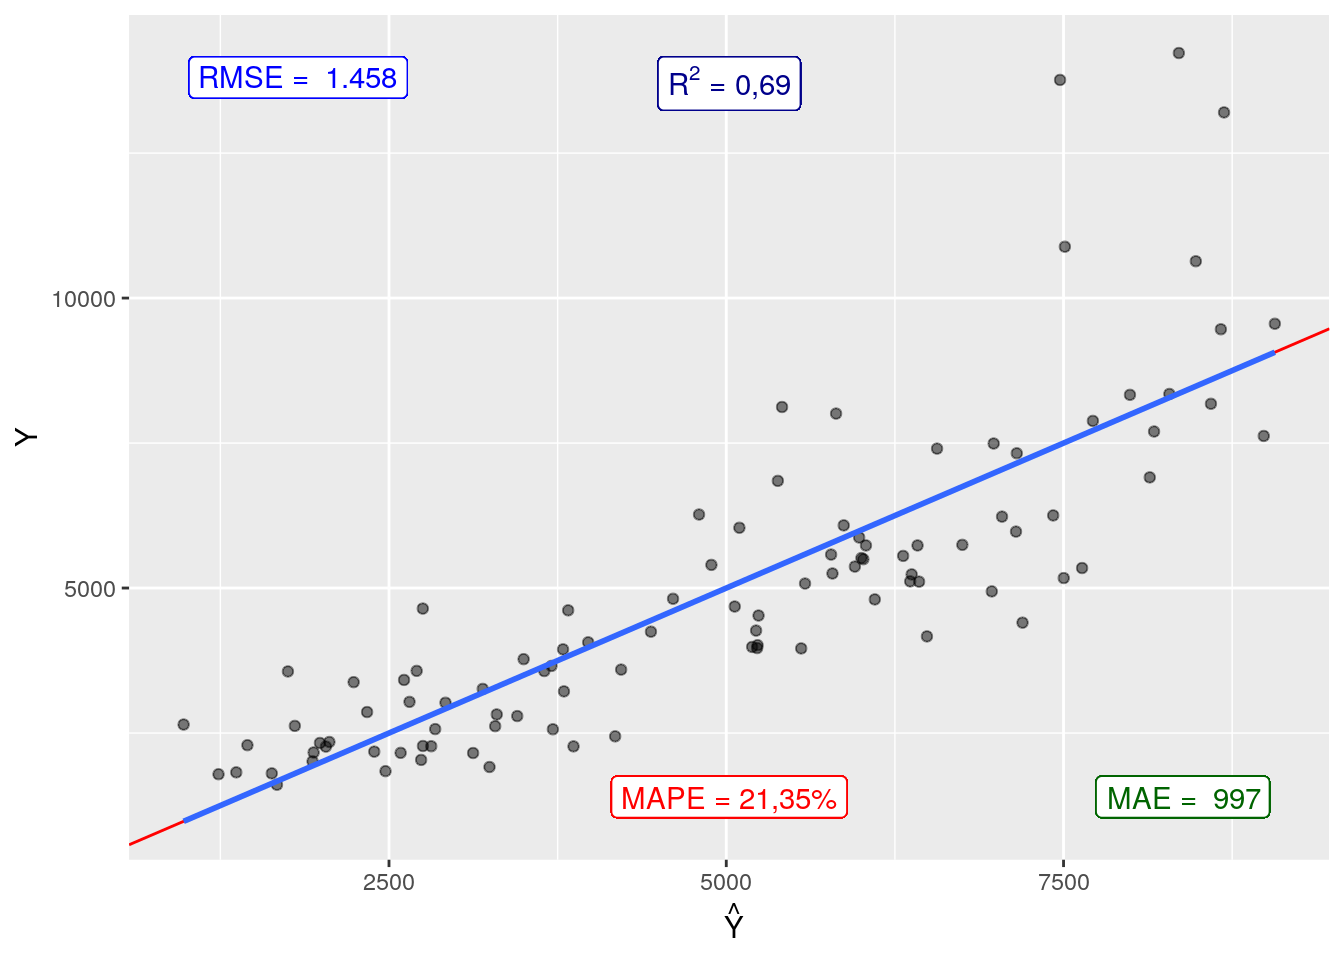 RMSE =  1.458
R² = 0,69
10000
Y
5000
MAPE = 21,35%
MAE =  997
2500
5000
7500
Ŷ